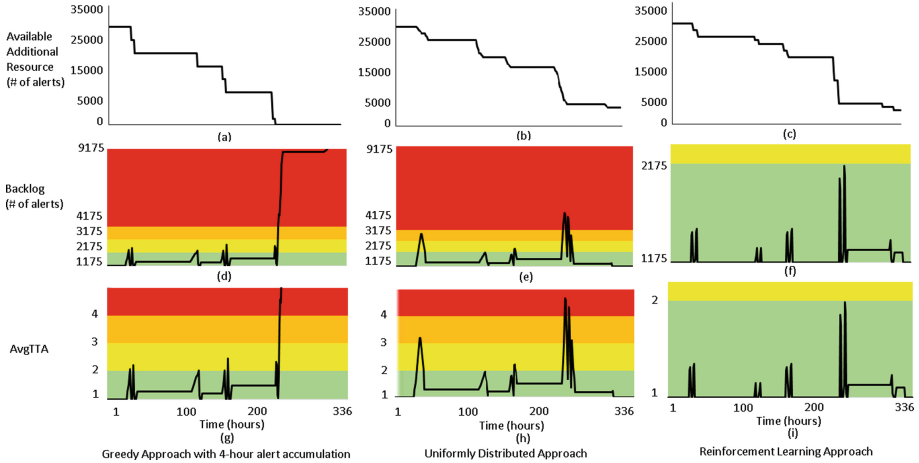 Available
Additional
Resource
(# of alerts)
35000
25000
15000
5000
0
(a)
35000
25000
15000
5000
0
(b)
35000
25000
15000
5000
0
(c)
Backlog
(# of alerts)
9175
4175
3175
2175
1175
(d)
9175
4175
3175
2175
1175
(e)
2175
1175
(f)
AvgTTA
4
3
2
1
1 100 200 336
Time (hours)
(g)
Greedy Approach with 4-hour alert accumulation
4
3
2
1
1 100 200 336
Time (hours)
(h)
Uniformly Distributed Approach
2
1
1 100 200 336
Time (hours)
(i)
Reinforcement Learning Approach